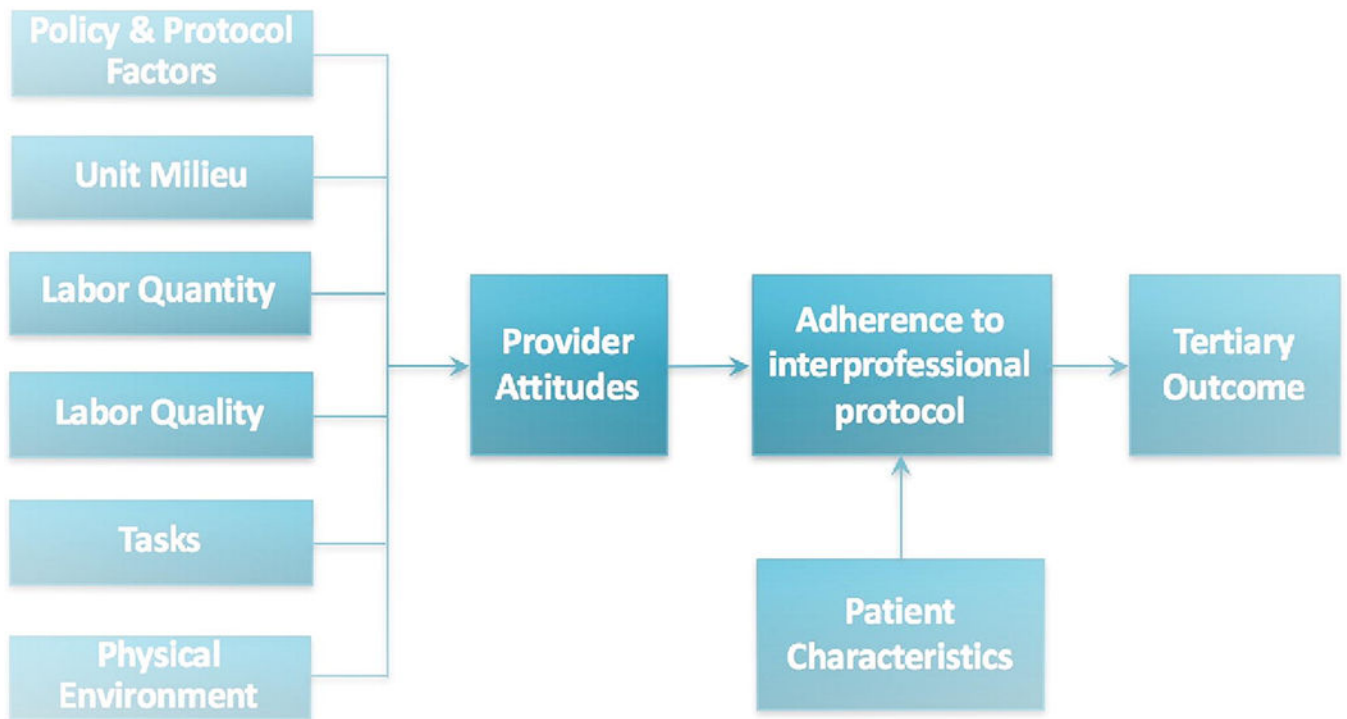 Policy & Protocol
Factors
Unit Milieu
Labor Quantity
Labor Quality
Tasks
Physical
Environment
Provider
Attitudes
Adherence to
interprofessional
protocol
Tertiary
Outcome
Patient
Characteristics